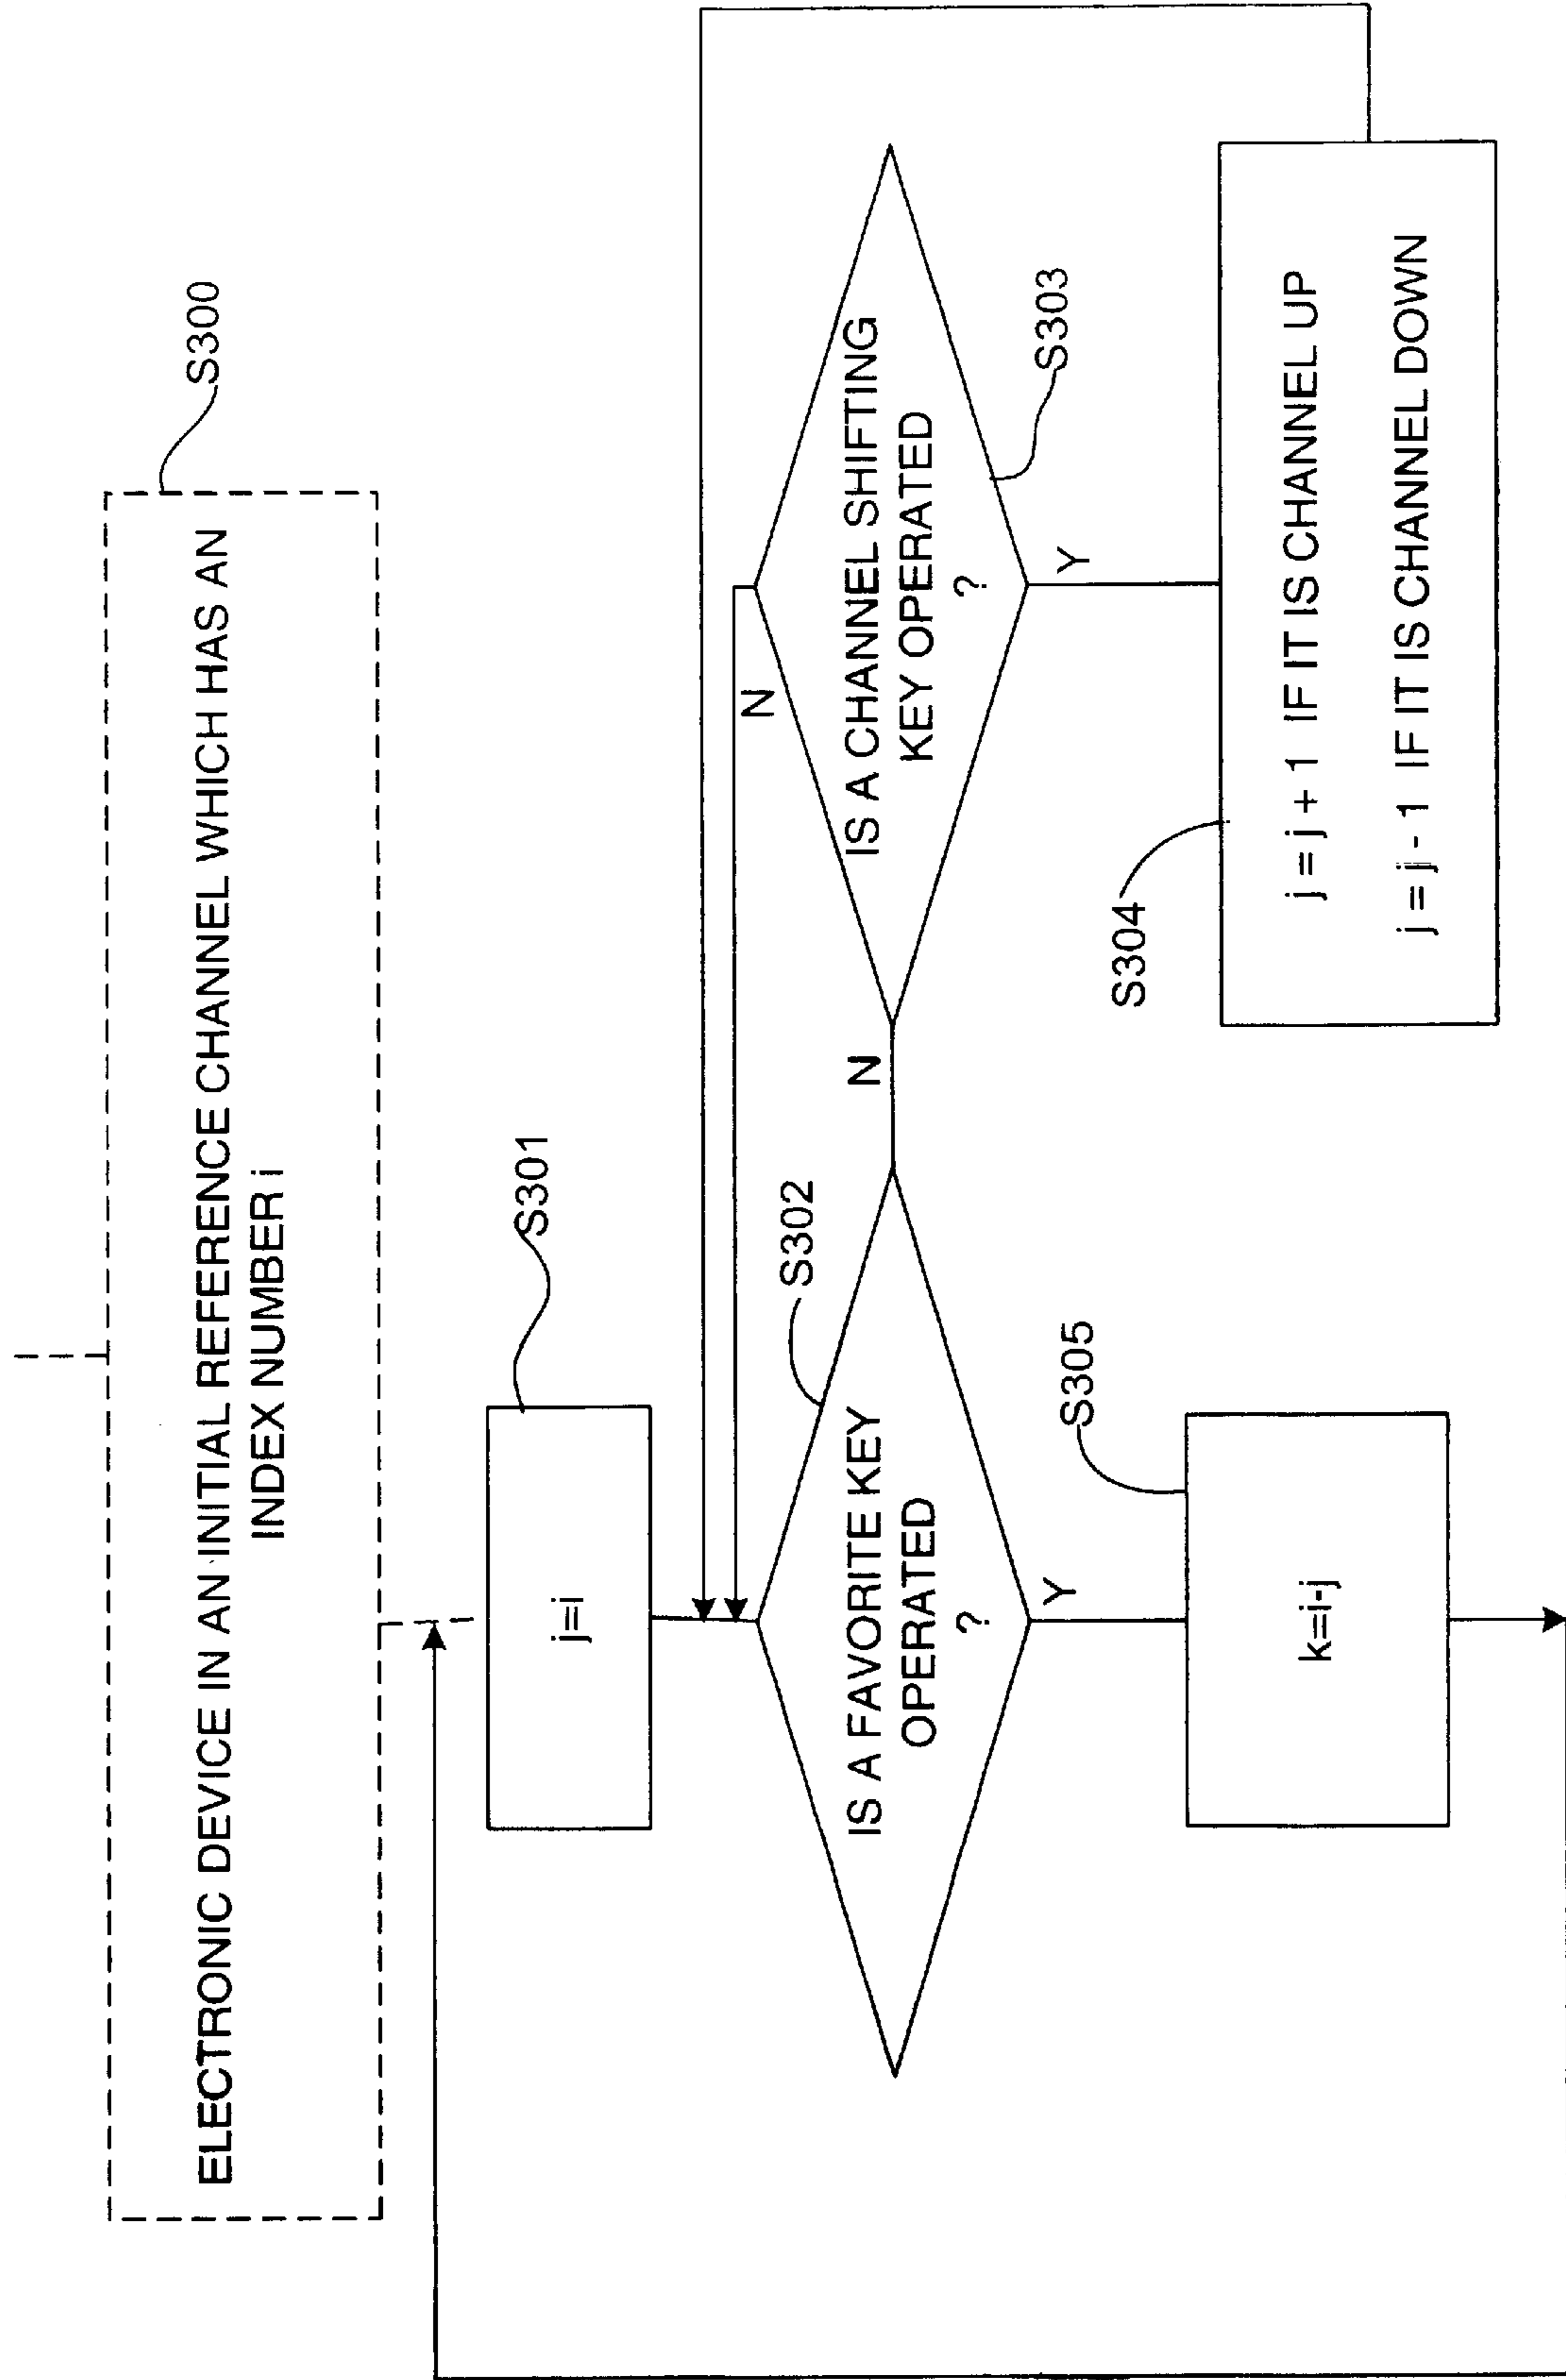 S300
ELECTRONIC DEVICE IN AN INITIAL REFERENCE CHANNEL WHICH HAS AN
INDEX NUMBER i
S301
j=i
S302
IS A FAVORITE KEY
OPERATED
?
N
Y
IS A CHANNEL SHIFTING
KEY OPERATED
?
N
S303
Y
S304
j = j + 1 IF IT IS CHANNEL UP
j = j - 1 IF IT IS CHANNEL DOWN
S305
k=i-j